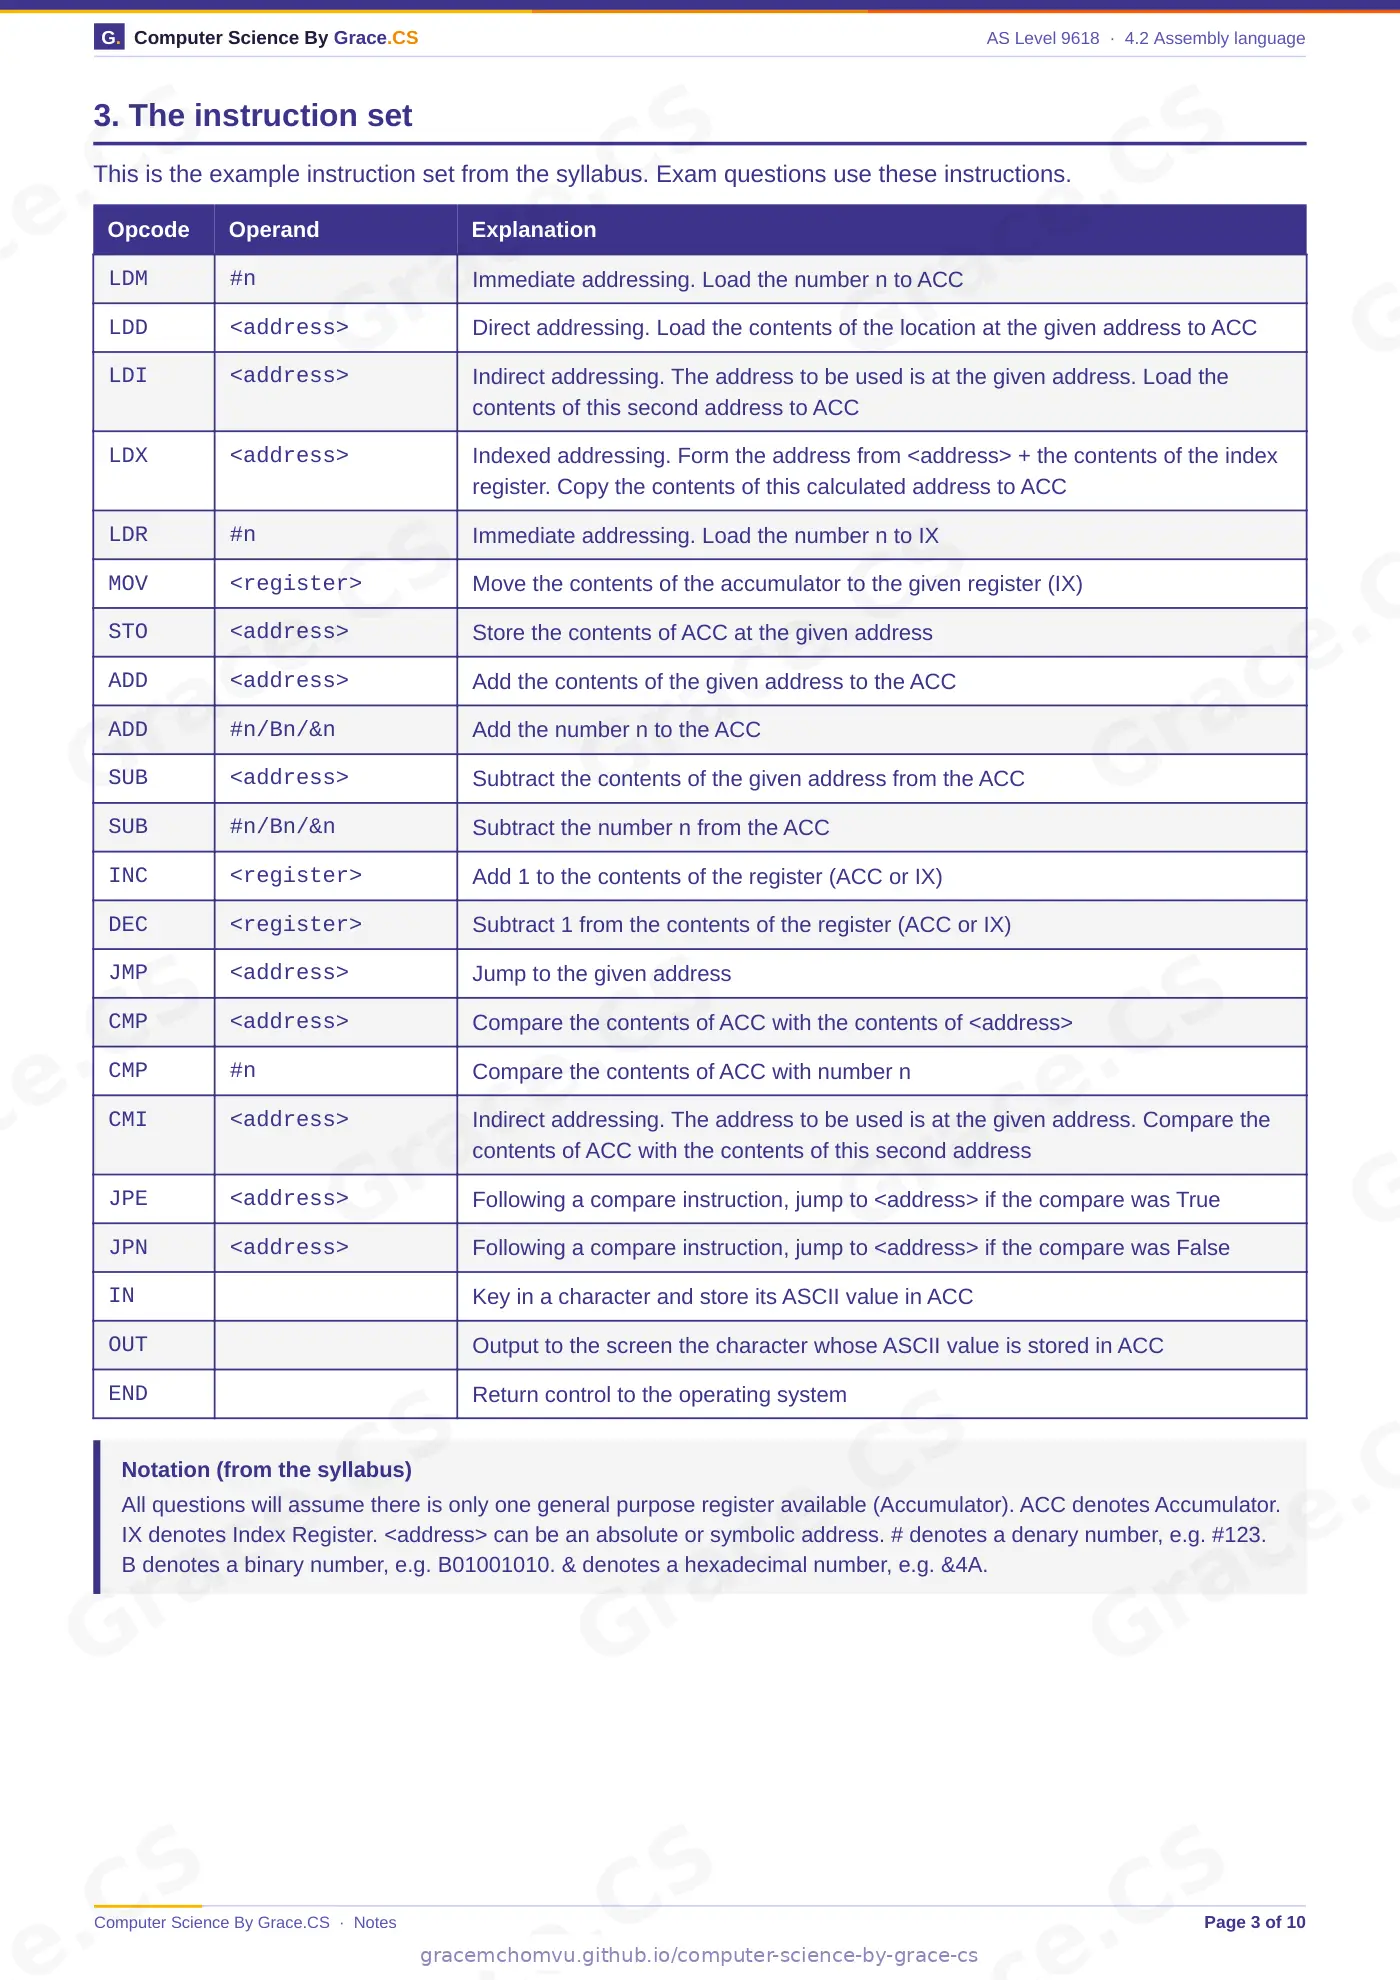 G. Computer Science By Grace.CS
AS Level 9618 · 4.2 Assembly language
3. The instruction set
This is the example instruction set from the syllabus. Exam questions use these instructions.
Opcode Operand Explanation
LDM #n Immediate addressing. Load the number n to ACC
LDD <address> Direct addressing. Load the contents of the location at the given address to ACC
LDI <address> Indirect addressing. The address to be used is at the given address. Load the
contents of this second address to ACC
LDX <address> Indexed addressing. Form the address from <address> + the contents of the index
register. Copy the contents of this calculated address to ACC
LDR #n Immediate addressing. Load the number n to IX
MOV <register> Move the contents of the accumulator to the given register (IX)
STO <address> Store the contents of ACC at the given address
ADD <address> Add the contents of the given address to the ACC
ADD #n/Bn/&n Add the number n to the ACC
SUB <address> Subtract the contents of the given address from the ACC
SUB #n/Bn/&n Subtract the number n from the ACC
INC <register> Add 1 to the contents of the register (ACC or IX)
DEC <register> Subtract 1 from the contents of the register (ACC or IX)
JMP <address> Jump to the given address
CMP <address> Compare the contents of ACC with the contents of <address>
CMP #n Compare the contents of ACC with number n
CMI <address> Indirect addressing. The address to be used is at the given address. Compare the
contents of ACC with the contents of this second address
JPE <address> Following a compare instruction, jump to <address> if the compare was True
JPN <address> Following a compare instruction, jump to <address> if the compare was False
IN Key in a character and store its ASCII value in ACC
OUT Output to the screen the character whose ASCII value is stored in ACC
END Return control to the operating system
Notation (from the syllabus)
All questions will assume there is only one general purpose register available (Accumulator). ACC denotes Accumulator.
IX denotes Index Register. <address> can be an absolute or symbolic address. # denotes a denary number, e.g. #123.
B denotes a binary number, e.g. B01001010. & denotes a hexadecimal number, e.g. &4A.
Computer Science By Grace.CS · Notes
Page 3 of 10
gracemchomvu.github.io/computer-science-by-grace-cs